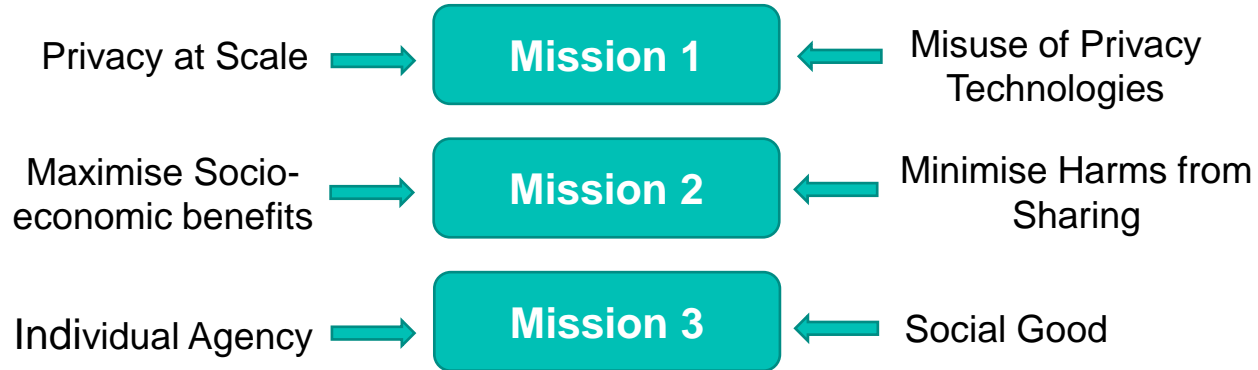 Privacy at Scale
Mission 1
Misuse of Privacy
Technologies
Maximise Socio-
economic benefits
Mission 2
Minimise Harms from
Sharing
Individual Agency
Mission 3
Social Good